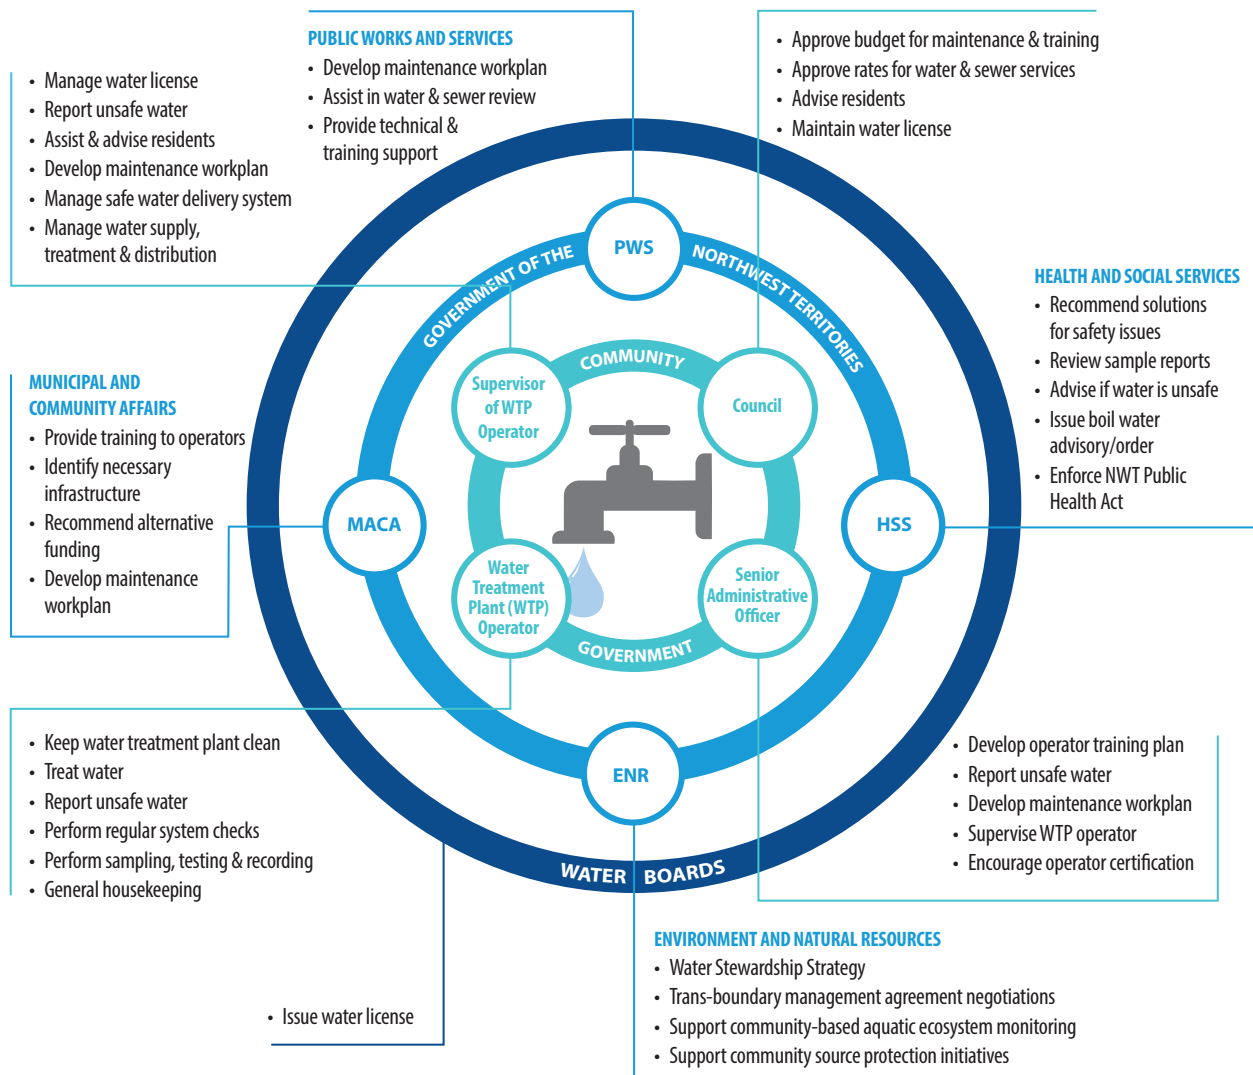 PUBLIC WORKS AND SERVICES
• Develop maintenance workplan
• Assist in water & sewer review
• Provide technical &
training support
• Approve budget for maintenance & training
• Approve rates for water & sewer services
• Advise residents
• Maintain water license
• Manage water license
• Report unsafe water
• Assist & advise residents
• Develop maintenance workplan
• Manage safe water delivery system
• Manage water supply,
treatment & distribution
HEALTH AND SOCIAL SERVICES
• Recommend solutions
for safety issues
• Review sample reports
• Advise if water is unsafe
• Issue boil water
advisory/order
• Enforce NWT Public
Health Act
MUNICIPAL AND
COMMUNITY AFFAIRS
• Provide training to operators
• Identify necessary
infrastructure
• Recommend alternative
funding
• Develop maintenance
workplan
GOVERNMENT OF THE
NORTHWEST TERRITORIES
PWS
MACA
HSS
ENR
COMMUNITY
GOVERNMENT
Supervisor
of WTP
Operator
Council
Water
Treatment
Plant (WTP)
Operator
Senior
Administrative
Officer
WATER BOARDS
• Keep water treatment plant clean
• Treat water
• Report unsafe water
• Perform regular system checks
• Perform sampling, testing & recording
• General housekeeping
• Develop operator training plan
• Report unsafe water
• Develop maintenance workplan
• Supervise WTP operator
• Encourage operator certification
• Issue water license
ENVIRONMENT AND NATURAL RESOURCES
• Water Stewardship Strategy
• Trans-boundary management agreement negotiations
• Support community-based aquatic ecosystem monitoring
• Support community source protection initiatives